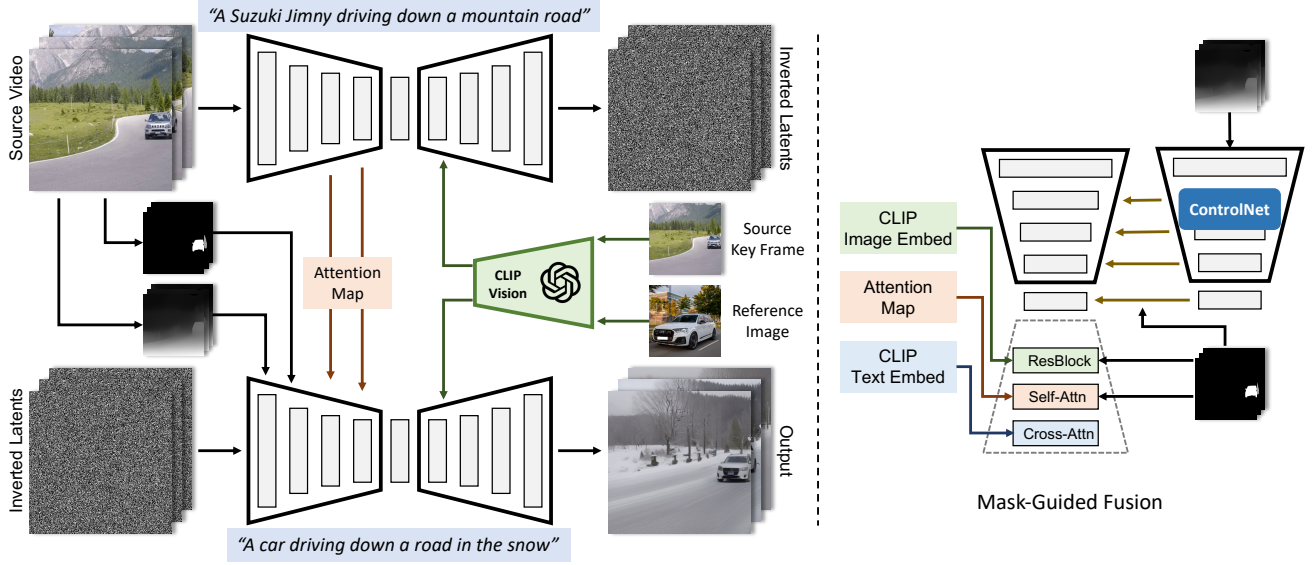 "A Suzuki Jimny driving down a mountain road"
Source Video
Inverted Latents
Attention
Map
CLIP
Vision
Source
Key Frame
Reference
Image
Inverted Latents
Output
"A car driving down a road in the snow"
ControlNet
CLIP
Image Embed
Attention
Map
CLIP
Text Embed
ResBlock
Self-Attn
Cross-Attn
Mask-Guided Fusion